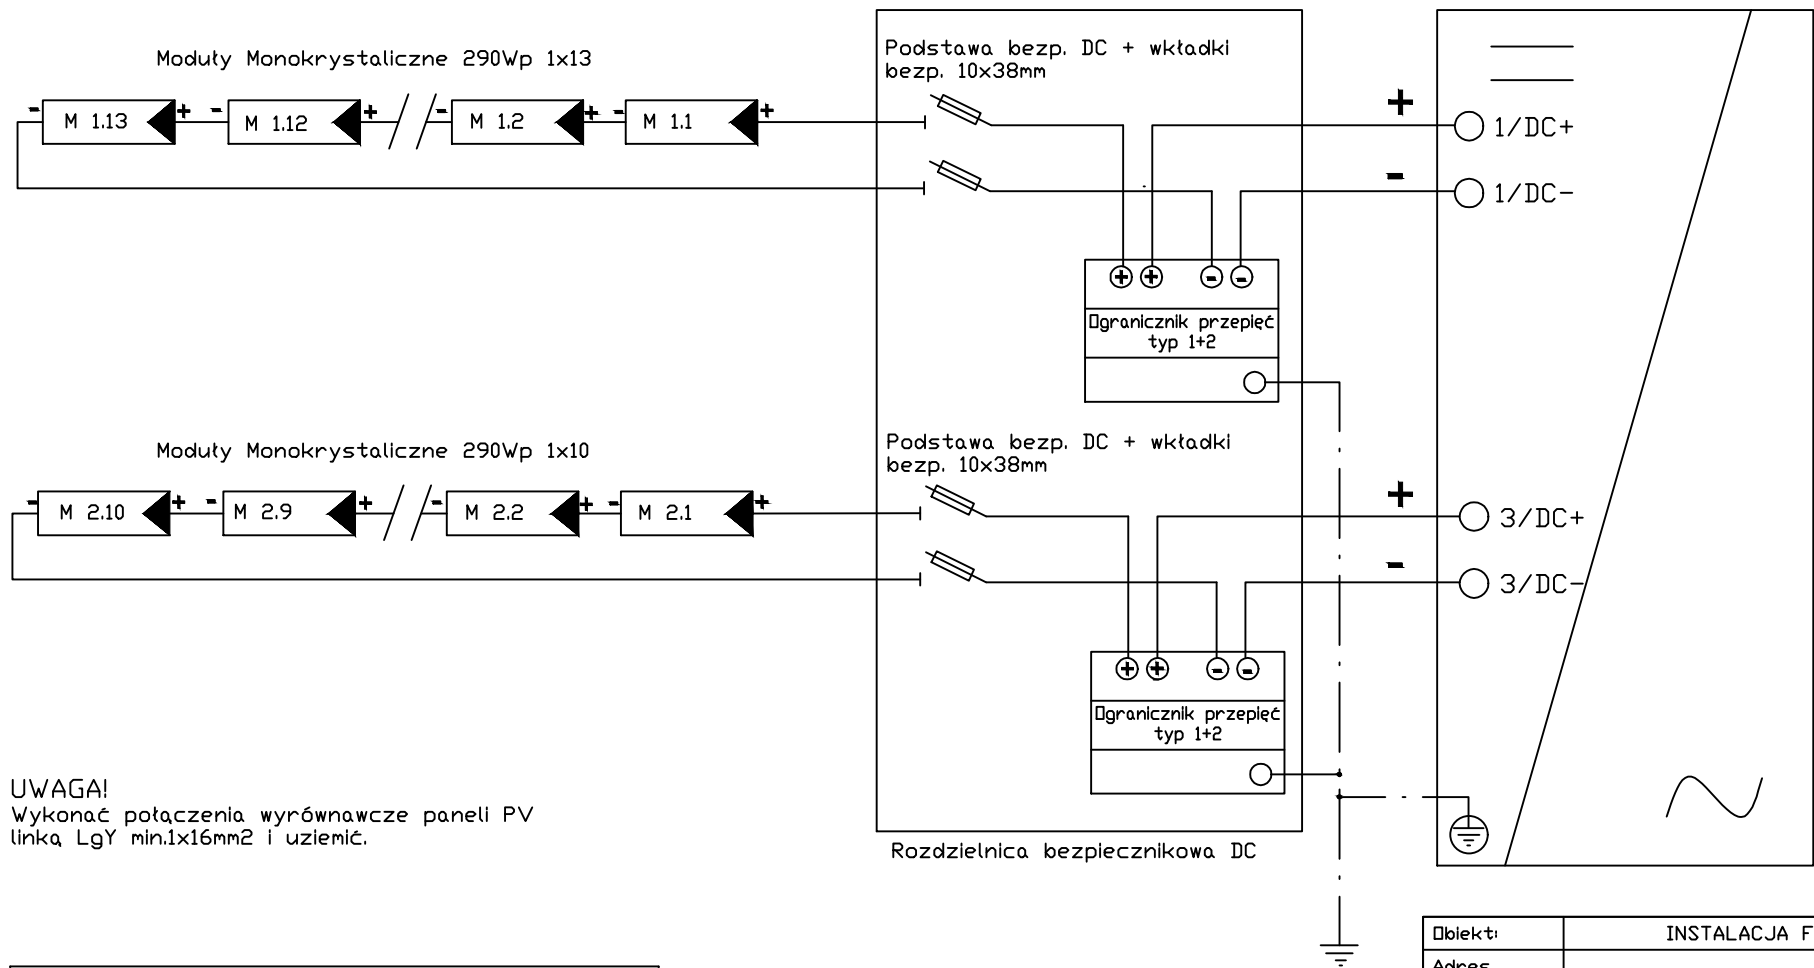 Moduły Monokrystaliczne 290Wp 1x13
- M 1.13 + - M 1.12 + - M 1.2 + - M 1.1 +
Podstawa bezp. DC + wkładki
bezp. 10x38mm
+
1/DC+
-
1/DC-
+ + - -
Ogranicznik przepięć
typ 1+2
Moduły Monokrystaliczne 290Wp 1x10
- M 2.10 + - M 2.9 + - M 2.2 + - M 2.1 +
Podstawa bezp. DC + wkładki
bezp. 10x38mm
+
3/DC+
-
3/DC-
+ + - -
Ogranicznik przepięć
typ 1+2
UWAGA!
Wykonać połączenia wyrównawcze paneli PV
linką LgY min.1x16mm2 i uziemić.
Rozdzielnica bezpiecznikowa DC
Obiekt: INSTALACJA F
Adres